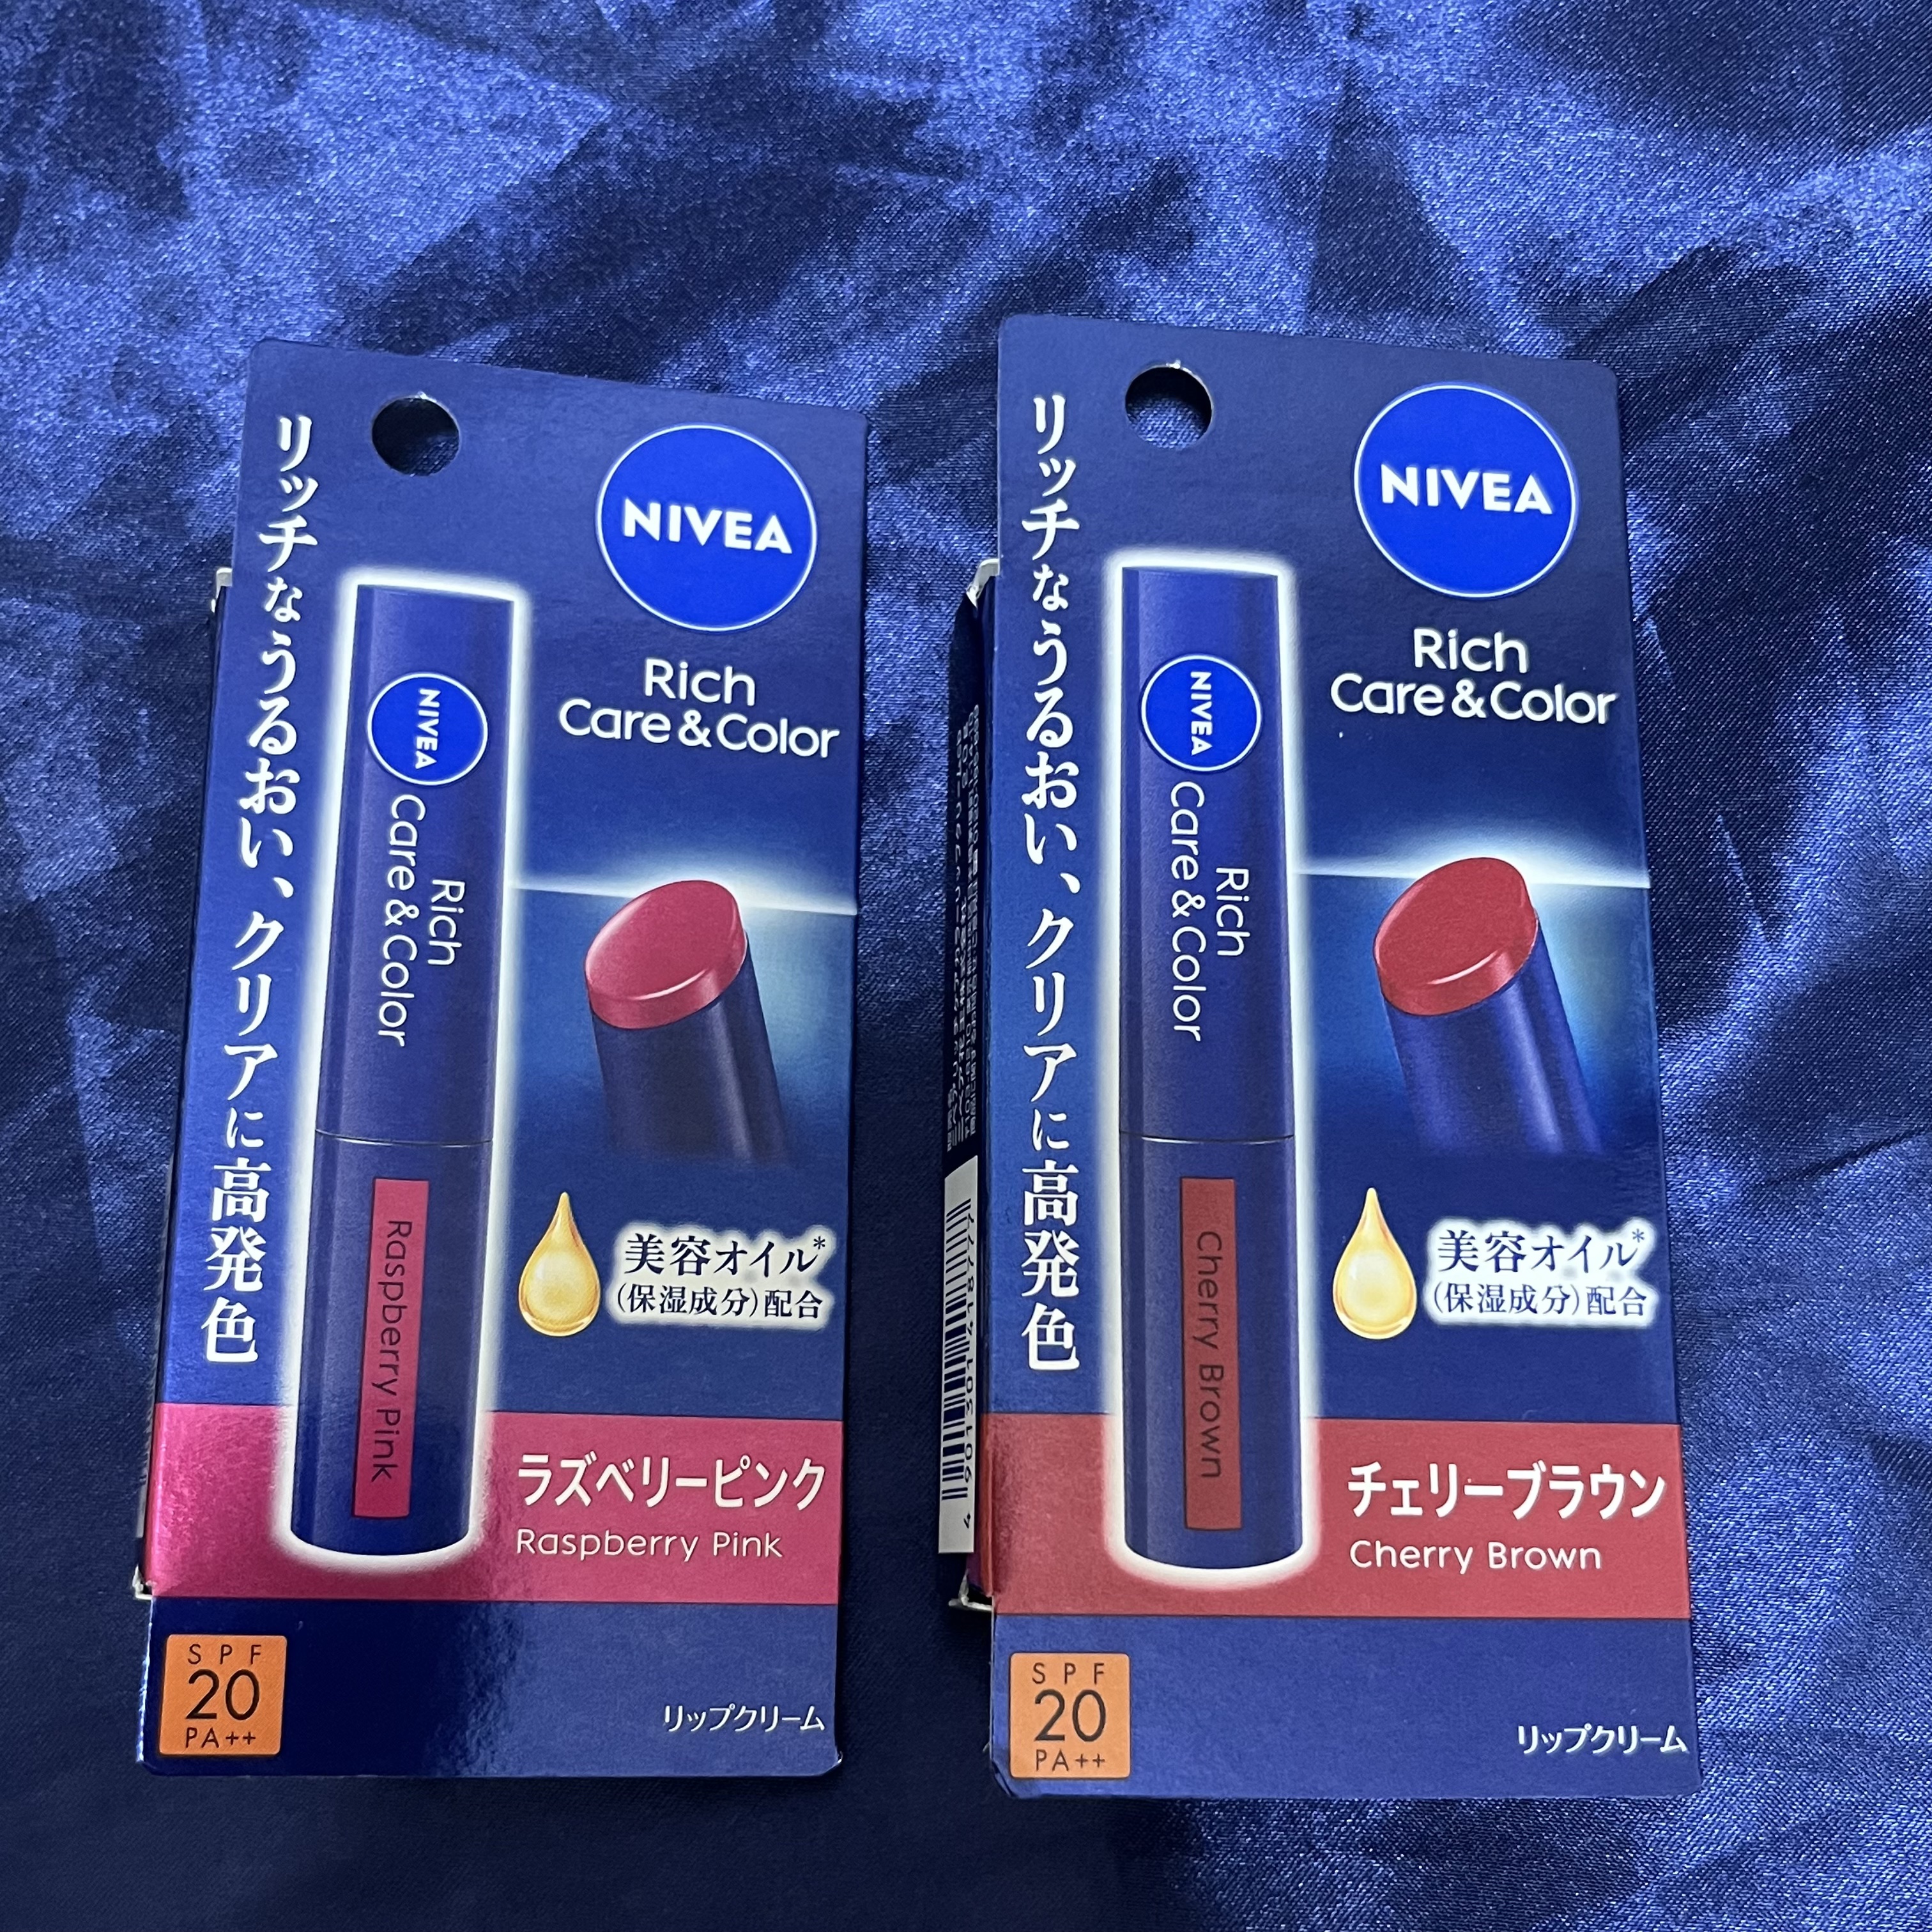 リッチなうるおい、クリアに高発色
NIVEA
Rich
Care&Color
NIVEA
Rich
Care&Color
Raspberry Pink
美容オイル*
(保湿成分)配合
ラズベリーピンク
Raspberry Pink
SPF
20
PA++
リップクリーム
リッチなうるおい、クリアに高発色
NIVEA
Rich
Care&Color
NIVEA
Rich
Care&Color
Cherry Brown
美容オイル*
(保湿成分)配合
チェリーブラウン
Cherry Brown
SPF
20
PA++
リップクリーム